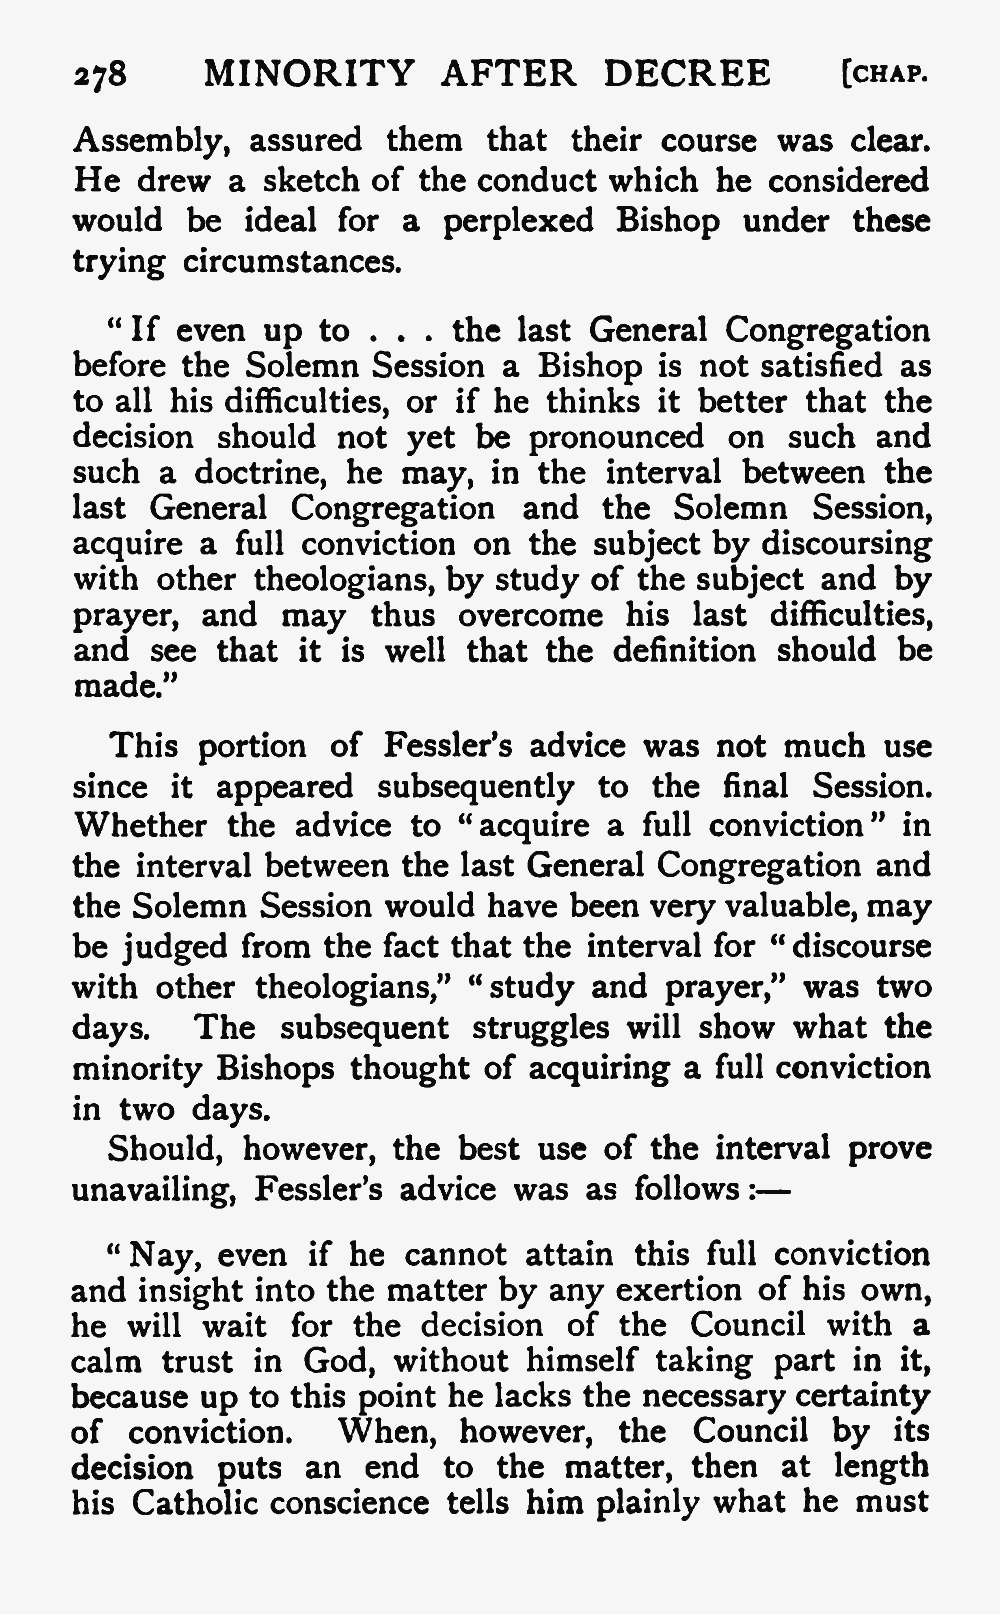 278 MINORITY AFTER DECREE [CHAP.
Assembly, assured them that their course was clear.
He drew a sketch of the conduct which he considered
would be ideal for a perplexed Bishop under these
trying circumstances.
“If even up to . . . the last General Congregation
before the Solemn Session a Bishop is not satisfied as
to all his difficulties, or if he thinks it better that the
decision should not yet be pronounced on such and
such a doctrine, he may, in the interval between the
last General Congregation and the Solemn Session,
acquire a full conviction on the subject by discoursing
with other theologians, by study of the subject and by
prayer, and may thus overcome his last difficulties,
and see that it is well that the definition should be
made.”
This portion of Fessler’s advice was not much use
since it appeared subsequently to the final Session.
Whether the advice to “acquire a full conviction” in
the interval between the last General Congregation and
the Solemn Session would have been very valuable, may
be judged from the fact that the interval for “discourse
with other theologians,” “study and prayer,” was two
days. The subsequent struggles will show what the
minority Bishops thought of acquiring a full conviction
in two days.
Should, however, the best use of the interval prove
unavailing, Fessler’s advice was as follows:—
“Nay, even if he cannot attain this full conviction
and insight into the matter by any exertion of his own,
he will wait for the decision of the Council with a
calm trust in God, without himself taking part in it,
because up to this point he lacks the necessary certainty
of conviction. When, however, the Council by its
decision puts an end to the matter, then at length
his Catholic conscience tells him plainly what he must